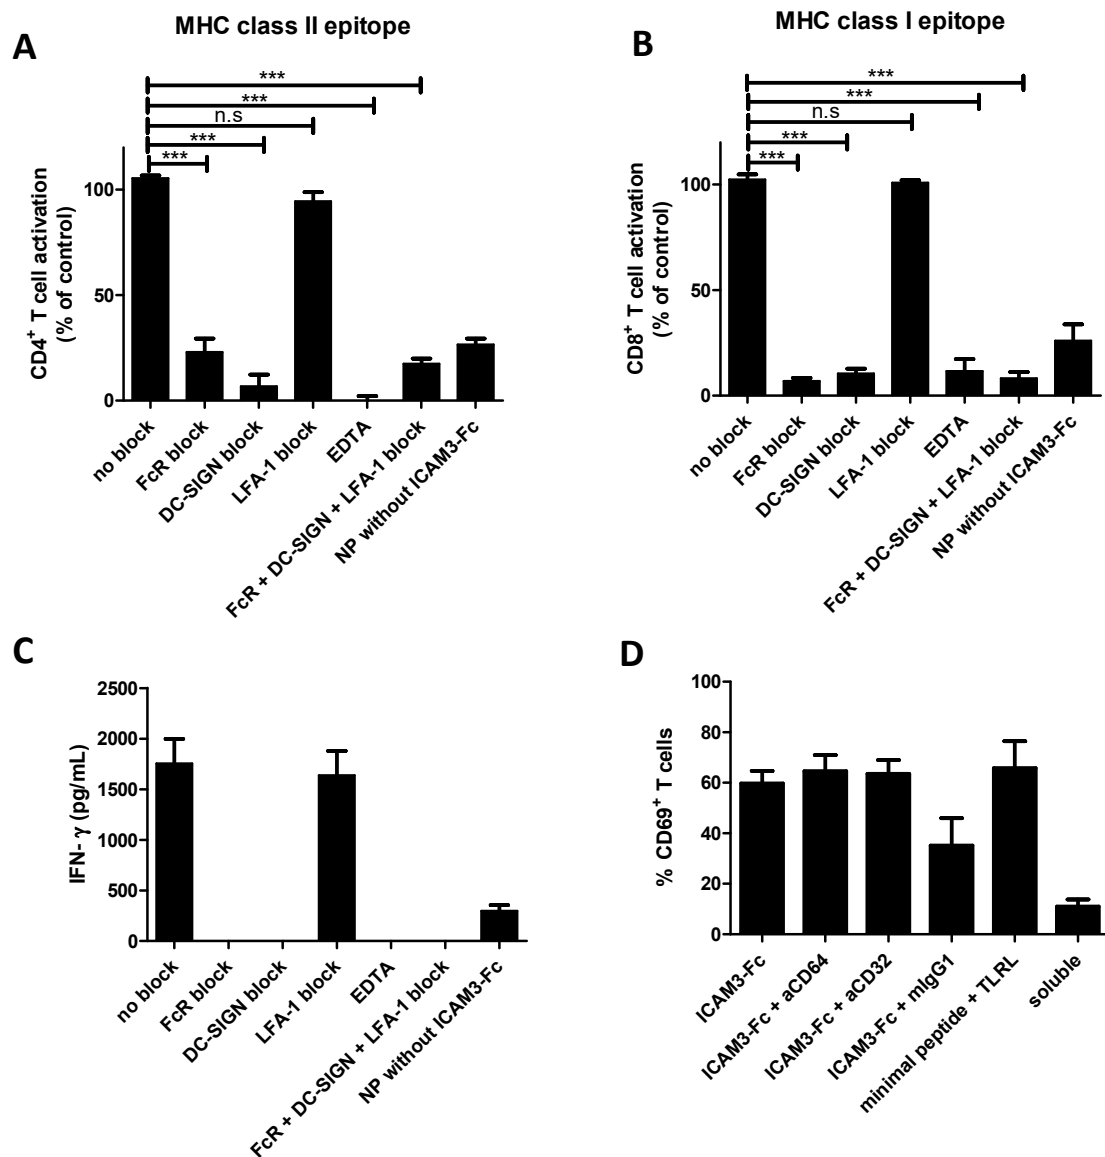 A
MHC class II epitope
***
***
n.s
***
***
CD4+ T cell activation
(% of control)
100
50
0
no block
FcR block
DC-SIGN block
LFA-1 block
EDTA
FcR + DC-SIGN + LFA-1 block
NP without ICAM3-Fc
B
MHC class I epitope
***
***
n.s
***
***
CD8+ T cell activation
(% of control)
100
50
0
no block
FcR block
DC-SIGN block
LFA-1 block
EDTA
FcR + DC-SIGN + LFA-1 block
NP without ICAM3-Fc
C
IFN- γ (pg/mL)
2500
2000
1500
1000
500
0
no block
FcR block
DC-SIGN block
LFA-1 block
EDTA
FcR + DC-SIGN + LFA-1 block
NP without ICAM3-Fc
D
% CD69+ T cells
100
80
60
40
20
0
ICAM3-Fc
ICAM3-Fc + aCD64
ICAM3-Fc + aCD32
ICAM3-Fc + mIgG1
minimal peptide + TLRL
soluble